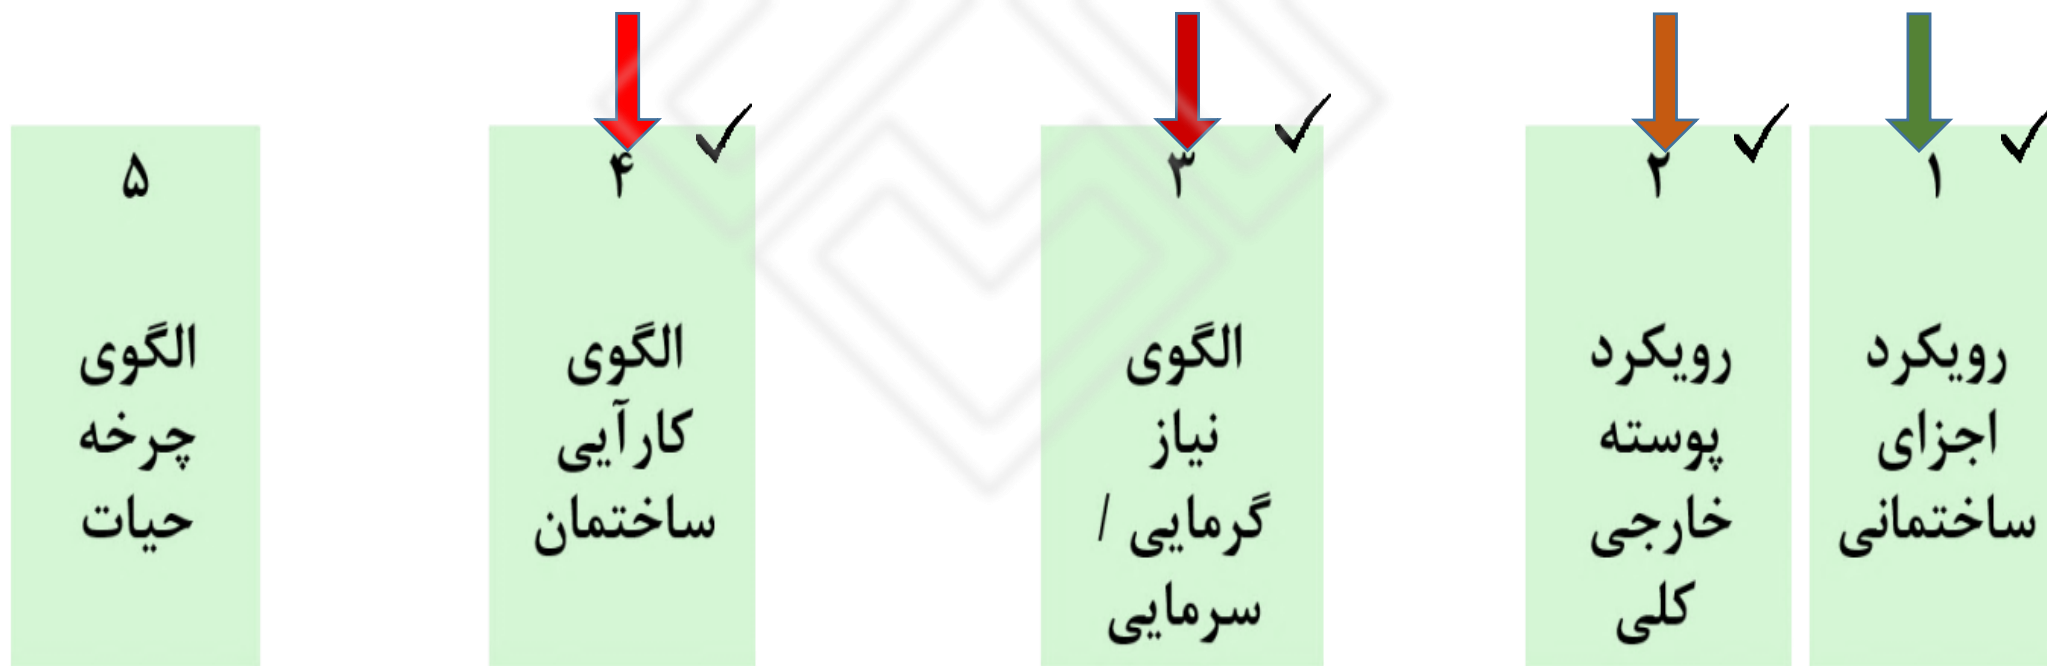 ۱
رویکرد
اجزای
ساختمانی
۲
رویکرد
پوسته
خارجی
کلی
۳
الگوی
نیاز
گرمایی /
سرمایی
۴
الگوی
کارآیی
ساختمان
۵
الگوی
چرخه
حیات